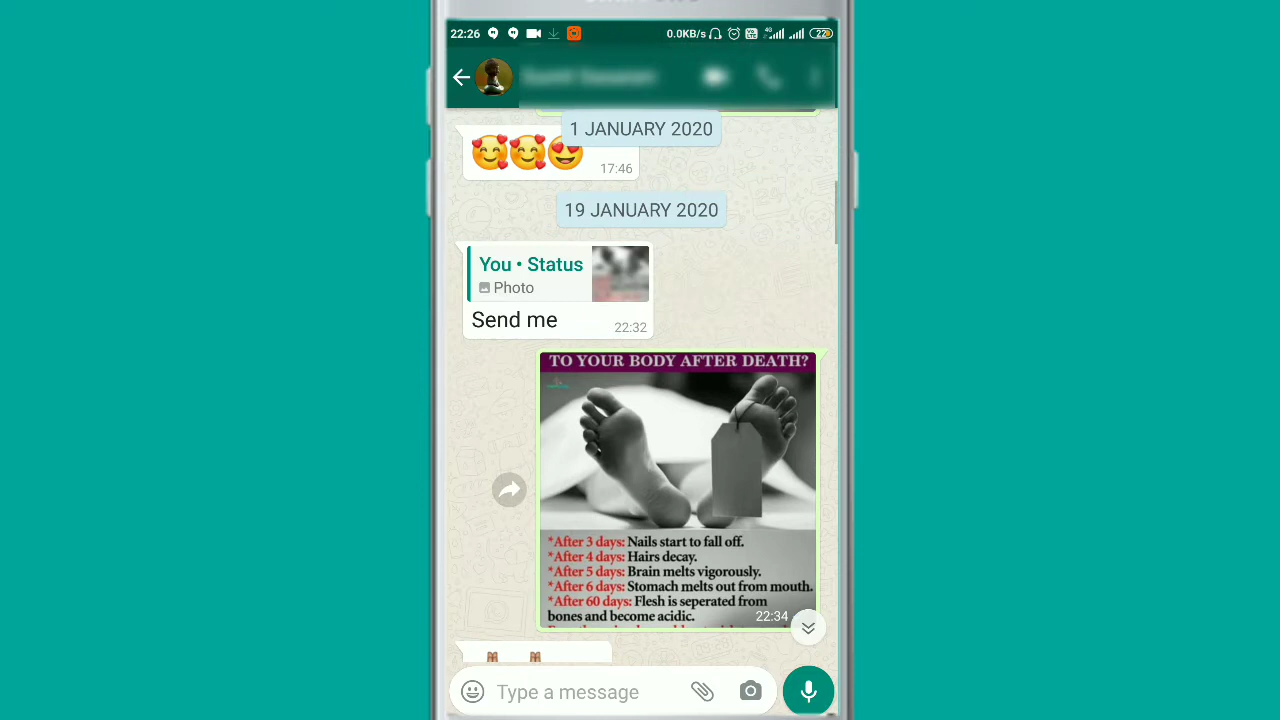 22:26
0.0KB/s
4G
22
1 JANUARY 2020
17:46
19 JANUARY 2020
You • Status
Photo
Send me
22:32
TO YOUR BODY AFTER DEATH?
*After 3 days: Nails start to fall off.
*After 4 days: Hairs decay.
*After 5 days: Brain melts vigorously.
*After 6 days: Stomach melts out from mouth.
*After 60 days: Flesh is seperated from
bones and become acidic.
22:34
Type a message